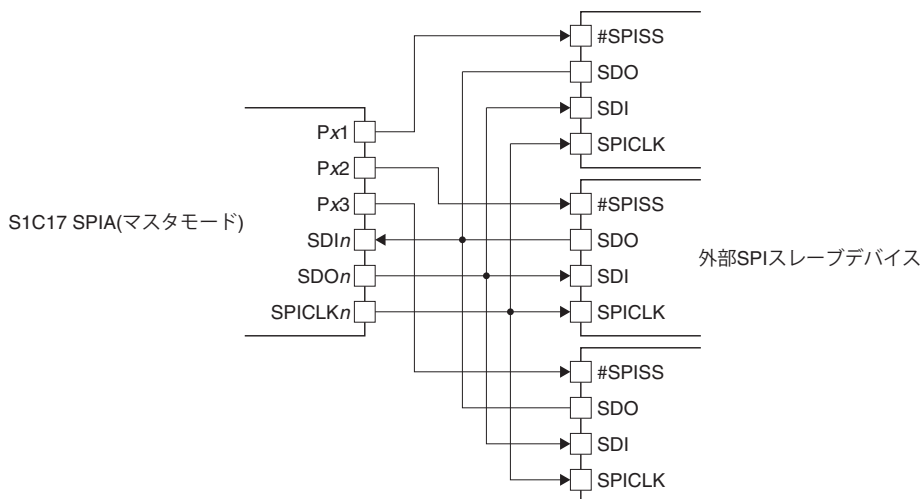 S1C17 SPIA(マスタモード)
Px1
Px2
Px3
SDIn
SDOn
SPICLKn
#SPISS
SDO
SDI
SPICLK
#SPISS
SDO
SDI
SPICLK
#SPISS
SDO
SDI
SPICLK
外部SPIスレーブデバイス